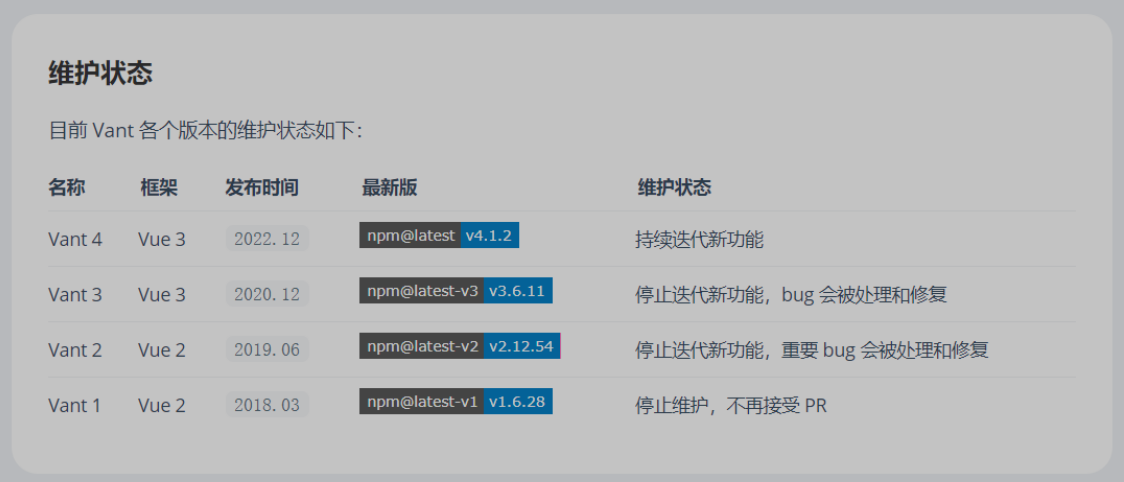 维护状态
目前 Vant 各个版本的维护状态如下：
名称 框架 发布时间 最新版 维护状态
Vant 4 Vue 3 2022.12 npm@latest v4.1.2 持续迭代新功能
Vant 3 Vue 3 2020.12 npm@latest-v3 v3.6.11 停止迭代新功能，bug 会被处理和修复
Vant 2 Vue 2 2019.06 npm@latest-v2 v2.12.54 停止迭代新功能，重要 bug 会被处理和修复
Vant 1 Vue 2 2018.03 npm@latest-v1 v1.6.28 停止维护，不再接受 PR